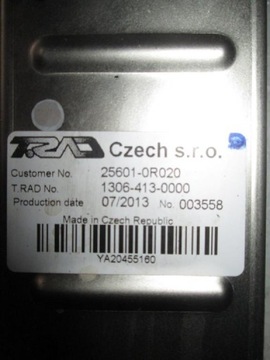 T.RAD Czech s.r.o.
Customer No. 25601-0R020
T.RAD No. 1306-413-0000
Production date 07/2013 No. 003558
Made in Czech Republic
YA20455160